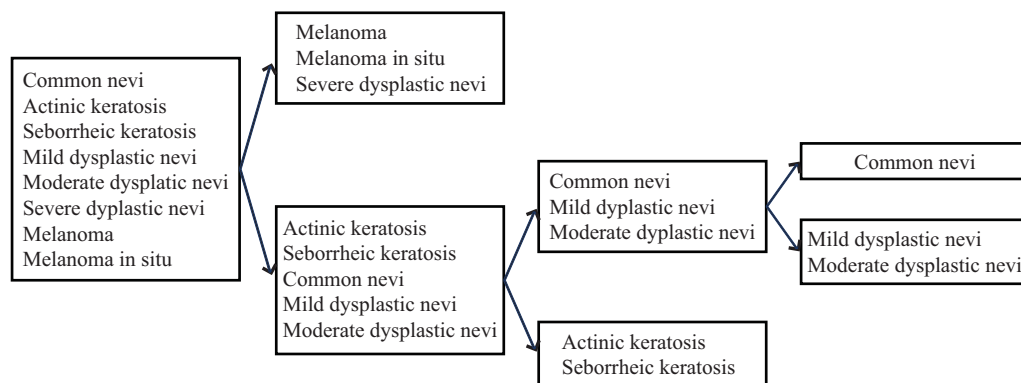 Common nevi
Actinic keratosis
Seborrheic keratosis
Mild dysplastic nevi
Moderate dysplatic nevi
Severe dyplastic nevi
Melanoma
Melanoma in situ
Melanoma
Melanoma in situ
Severe dysplastic nevi
Actinic keratosis
Seborrheic keratosis
Common nevi
Mild dysplastic nevi
Moderate dysplastic nevi
Common nevi
Mild dyplastic nevi
Moderate dyplastic nevi
Actinic keratosis
Seborrheic keratosis
Common nevi
Mild dysplastic nevi
Moderate dysplastic nevi